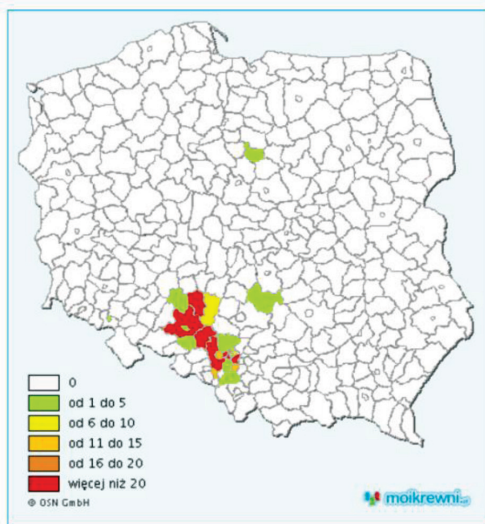 0
od 1 do 5
od 6 do 10
od 11 do 15
od 16 do 20
więcej niż 20
© OSN GmbH
moikrewni